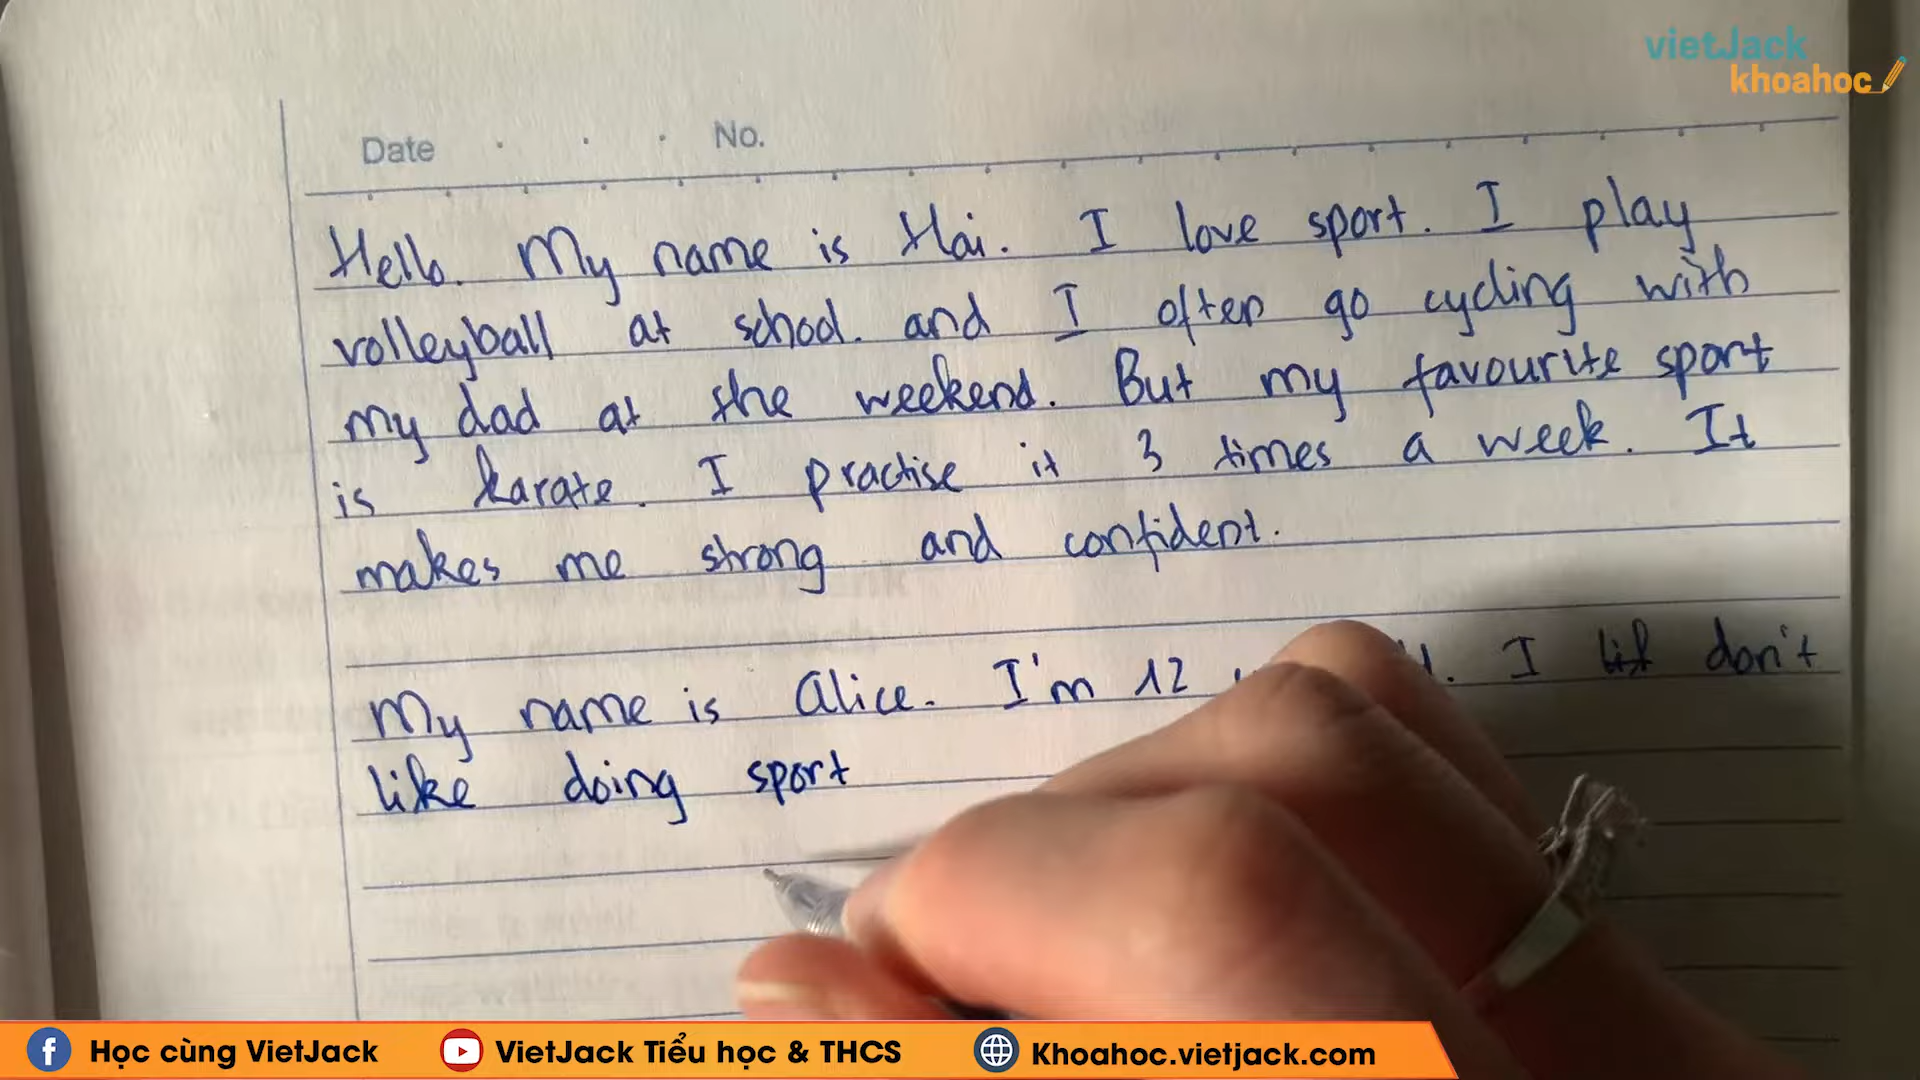 vietJack
khoahoc
Date No.
Hello. My name is Hai. I love sport. I play
volleyball at school. and I often go cycling with
my dad at the weekend. But my favourite sport
is karate. I practise it 3 times a week. It
makes me strong and confident.
My name is Alice. I'm 12 I don't
like doing sport
Học cùng VietJack
VietJack Tiểu học & THCS
Khoahoc.vietjack.com